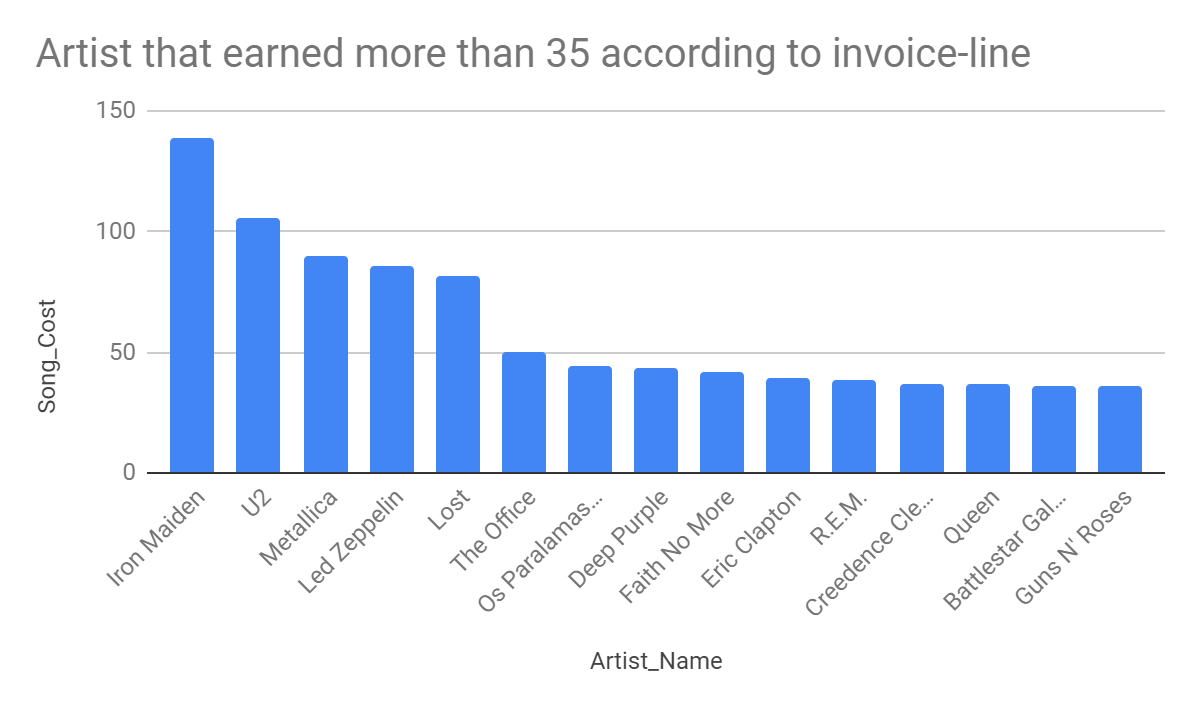 Artist that earned more than 35 according to invoice-line
150
100
50
0
Song_Cost
Iron Maiden
U2
Metallica
Led Zeppelin
Lost
The Office
Os Paralamas...
Deep Purple
Faith No More
Eric Clapton
R.E.M.
Creedence Cle...
Queen
Battlestar Gal...
Guns N' Roses
Artist_Name